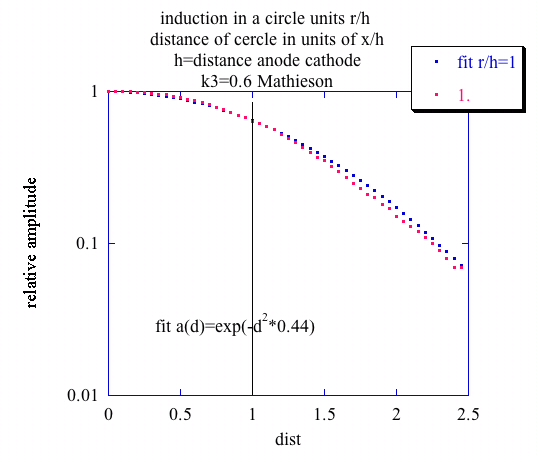 induction in a circle units r/h
distance of cercle in units of x/h
h=distance anode cathode
k3=0.6 Mathieson
fit r/h=1
1.
1
0.1
0.01
relative amplitude
fit a(d)=exp(-d²*0.44)
0
0.5
1
1.5
2
2.5
dist